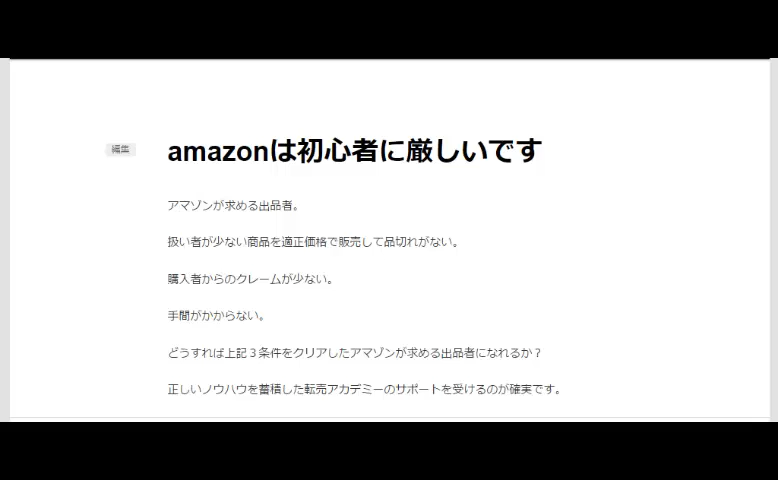 編集
amazonは初心者に厳しいです
アマゾンが求める出品者。
扱い者が少ない商品を適正価格で販売して品切れがない。
購入者からのクレームが少ない。
手間がかからない。
どうすれば上記３条件をクリアしたアマゾンが求める出品者になれるか？
正しいノウハウを蓄積した転売アカデミーのサポートを受けるのが確実です。